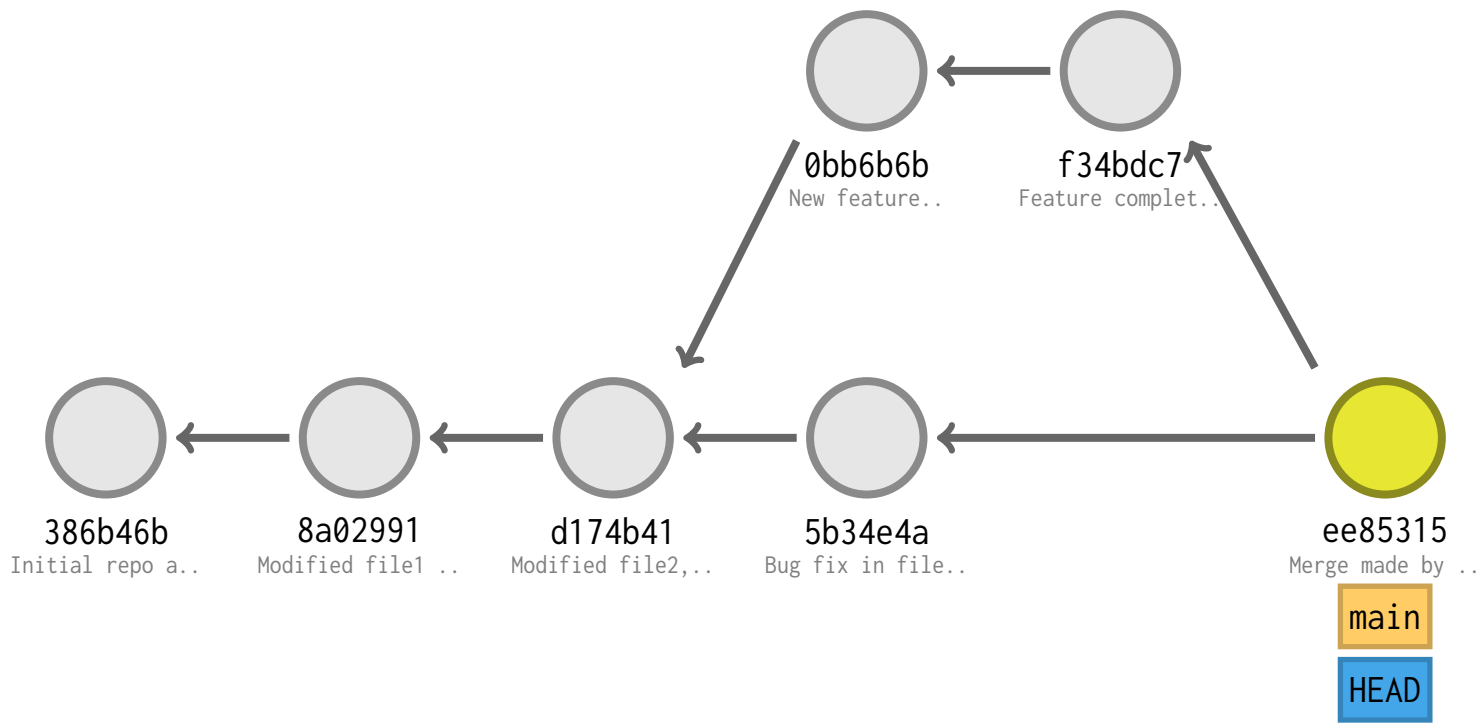 0bb6b6b
New feature..
f34bdc7
Feature complet..
386b46b
Initial repo a..
8a02991
Modified file1 ..
d174b41
Modified file2,..
5b34e4a
Bug fix in file..
ee85315
Merge made by ..
main
HEAD